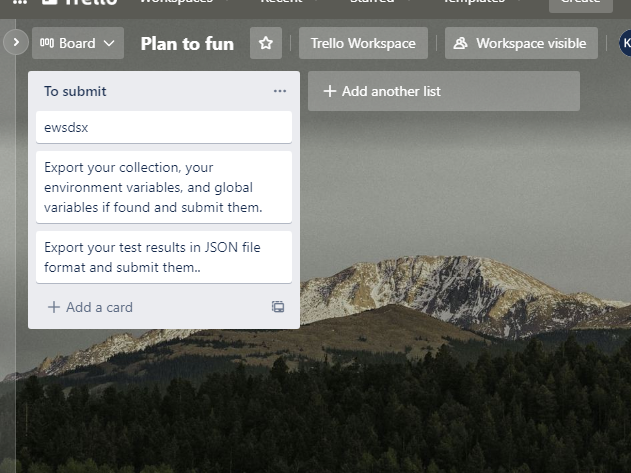 Trello
Workspaces
Recent
Starred
Templates
Create
Board
Plan to fun
Trello Workspace
Workspace visible
K
To submit
Add another list
ewsdsx
Export your collection, your
environment variables, and global
variables if found and submit them.
Export your test results in JSON file
format and submit them..
Add a card